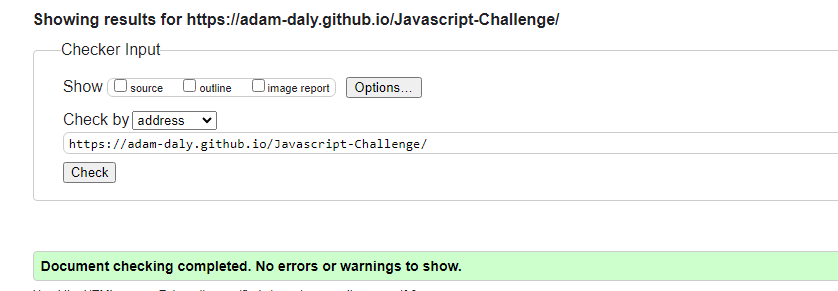 Showing results for https://adam-daly.github.io/Javascript-Challenge/
Checker Input
Show source outline image report Options...
Check by address
https://adam-daly.github.io/Javascript-Challenge/
Check
Document checking completed. No errors or warnings to show.